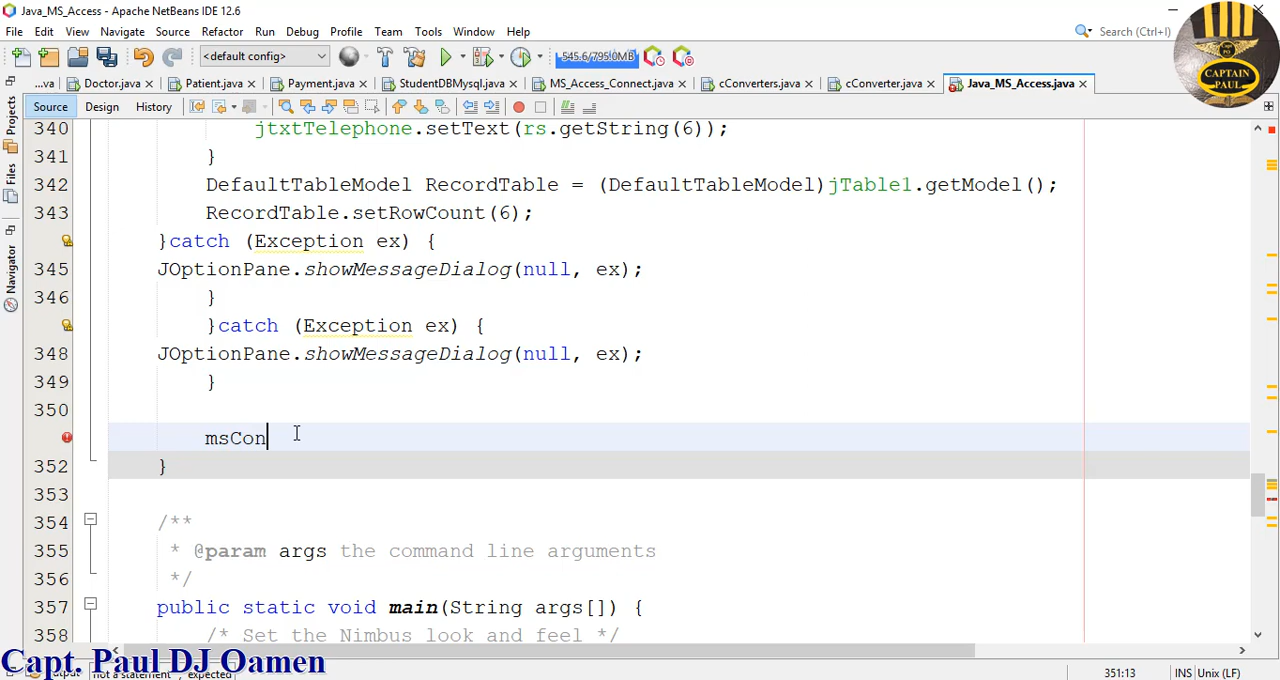 Java_MS_Access - Apache NetBeans IDE 12.6
File Edit View Navigate Source Refactor Run Debug Profile Team Tools Window Help
Search (Ctrl+I)
<default config>
545.6/7950MB
...va Doctor.java Patient.java Payment.java StudentDBMysql.java MS_Access_Connect.java cConverters.java cConverter.java Java_MS_Access.java
CAPTAIN
PAUL
Source Design History
Projects
Files
Navigator
340 jtxtTelephone.setText(rs.getString(6));
341 }
342 DefaultTableModel RecordTable = (DefaultTableModel)jTable1.getModel();
343 RecordTable.setRowCount(6);
}catch (Exception ex) {
345 JOptionPane.showMessageDialog(null, ex);
346 }
}catch (Exception ex) {
348 JOptionPane.showMessageDialog(null, ex);
349 }
350
msCon
352 }
353
354 /**
355 * @param args the command line arguments
356 */
357 public static void main(String args[]) {
358 /* Set the Nimbus look and feel */
Capt. Paul DJ Oamen
not a statement expected
351:13 INS Unix (LF)